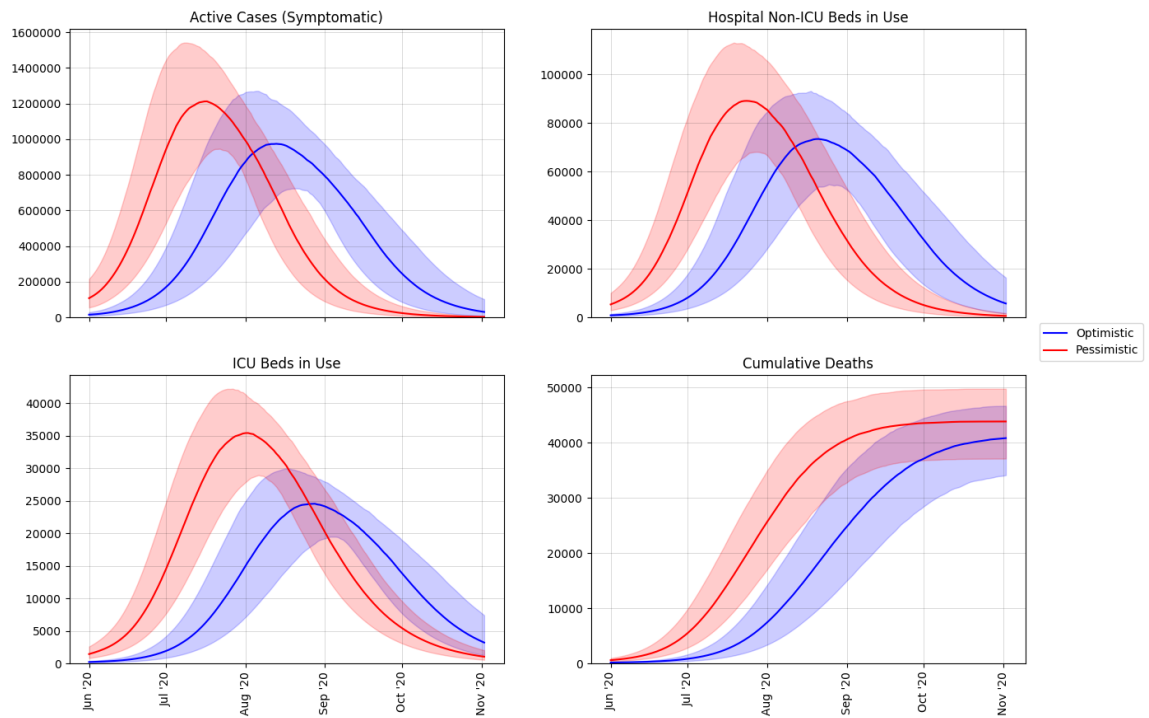 Active Cases (Symptomatic)
1600000
1400000
1200000
1000000
800000
600000
400000
200000
0
Hospital Non-ICU Beds in Use
100000
80000
60000
40000
20000
0
Optimistic
Pessimistic
ICU Beds in Use
40000
35000
30000
25000
20000
15000
10000
5000
0
Jun '20
Jul '20
Aug '20
Sep '20
Oct '20
Nov '20
Cumulative Deaths
50000
40000
30000
20000
10000
0
Jun '20
Jul '20
Aug '20
Sep '20
Oct '20
Nov '20